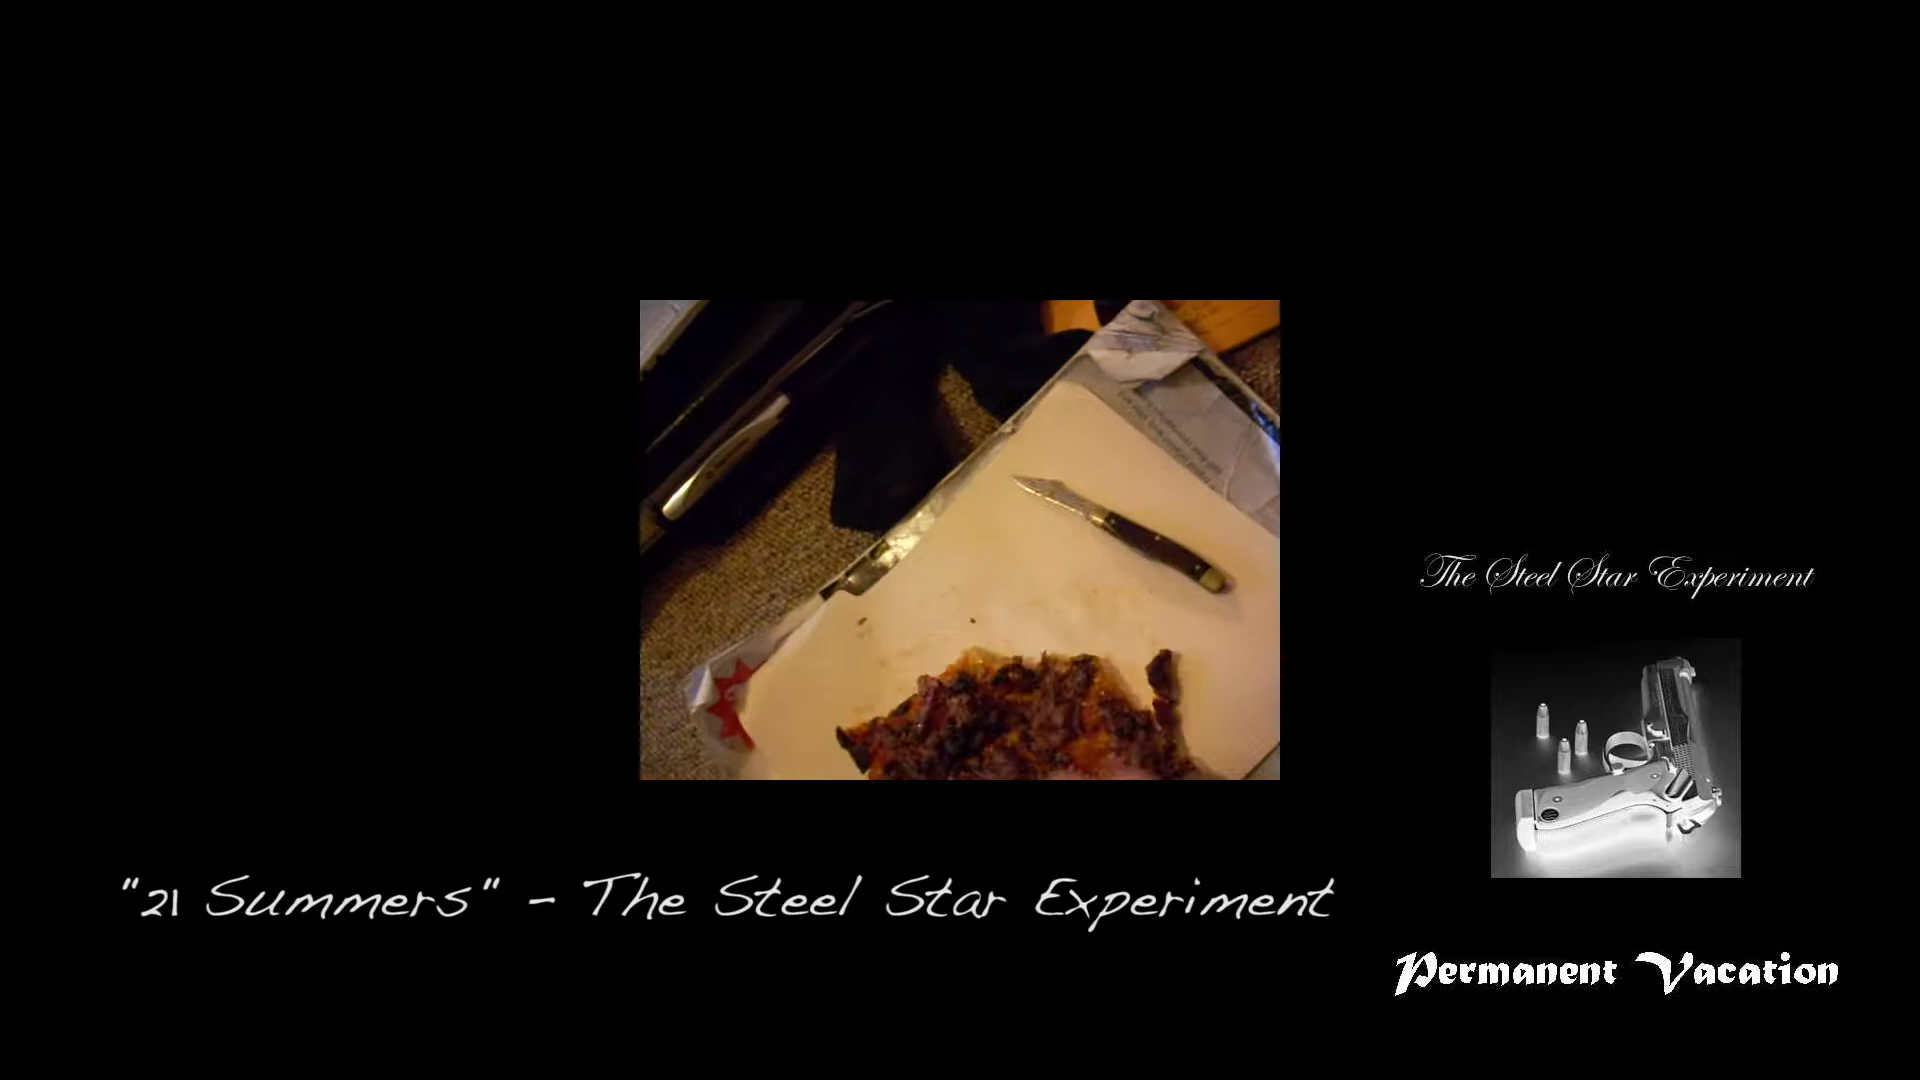 The Steel Star Experiment
"21 Summers" - The Steel Star Experiment
Permanent Vacation